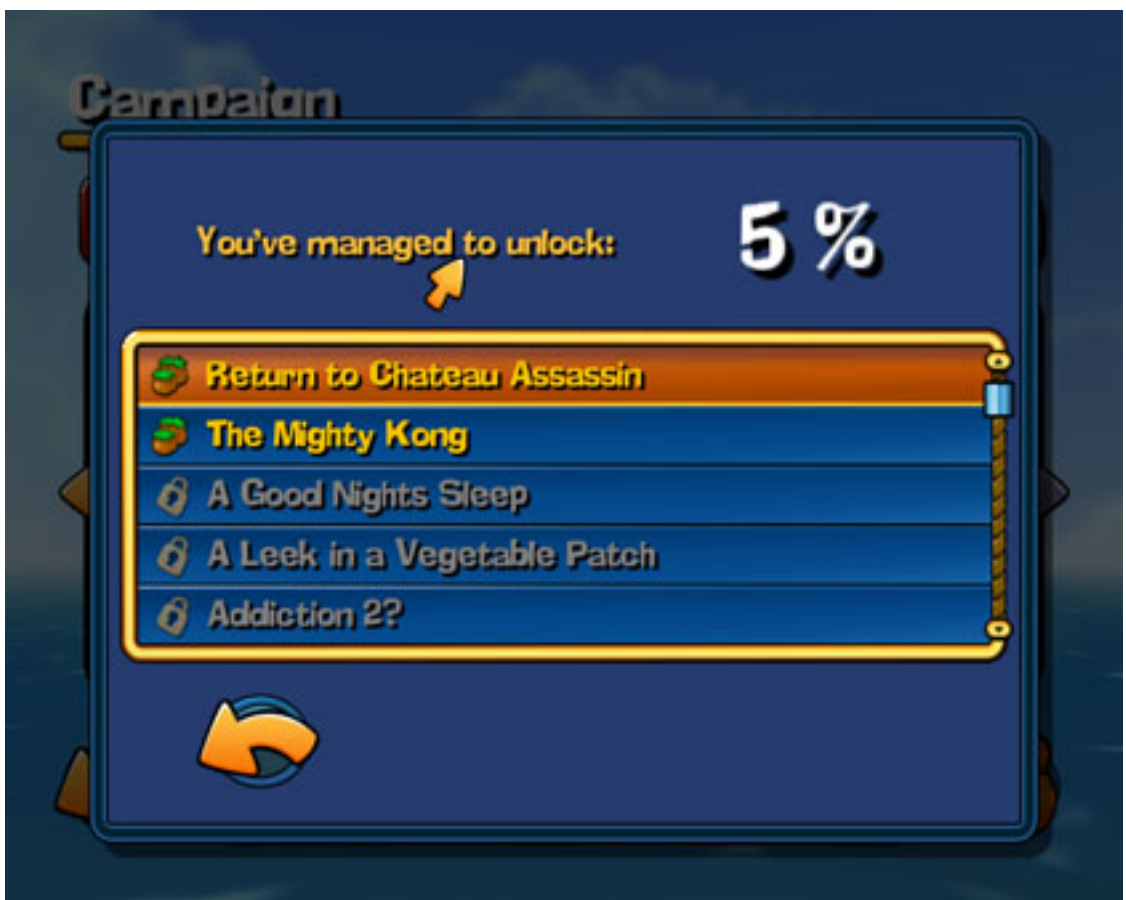 Campaign
You've managed to unlock:
5 %
Return to Chateau Assassin
The Mighty Kong
A Good Nights Sleep
A Leek in a Vegetable Patch
Addiction 2?